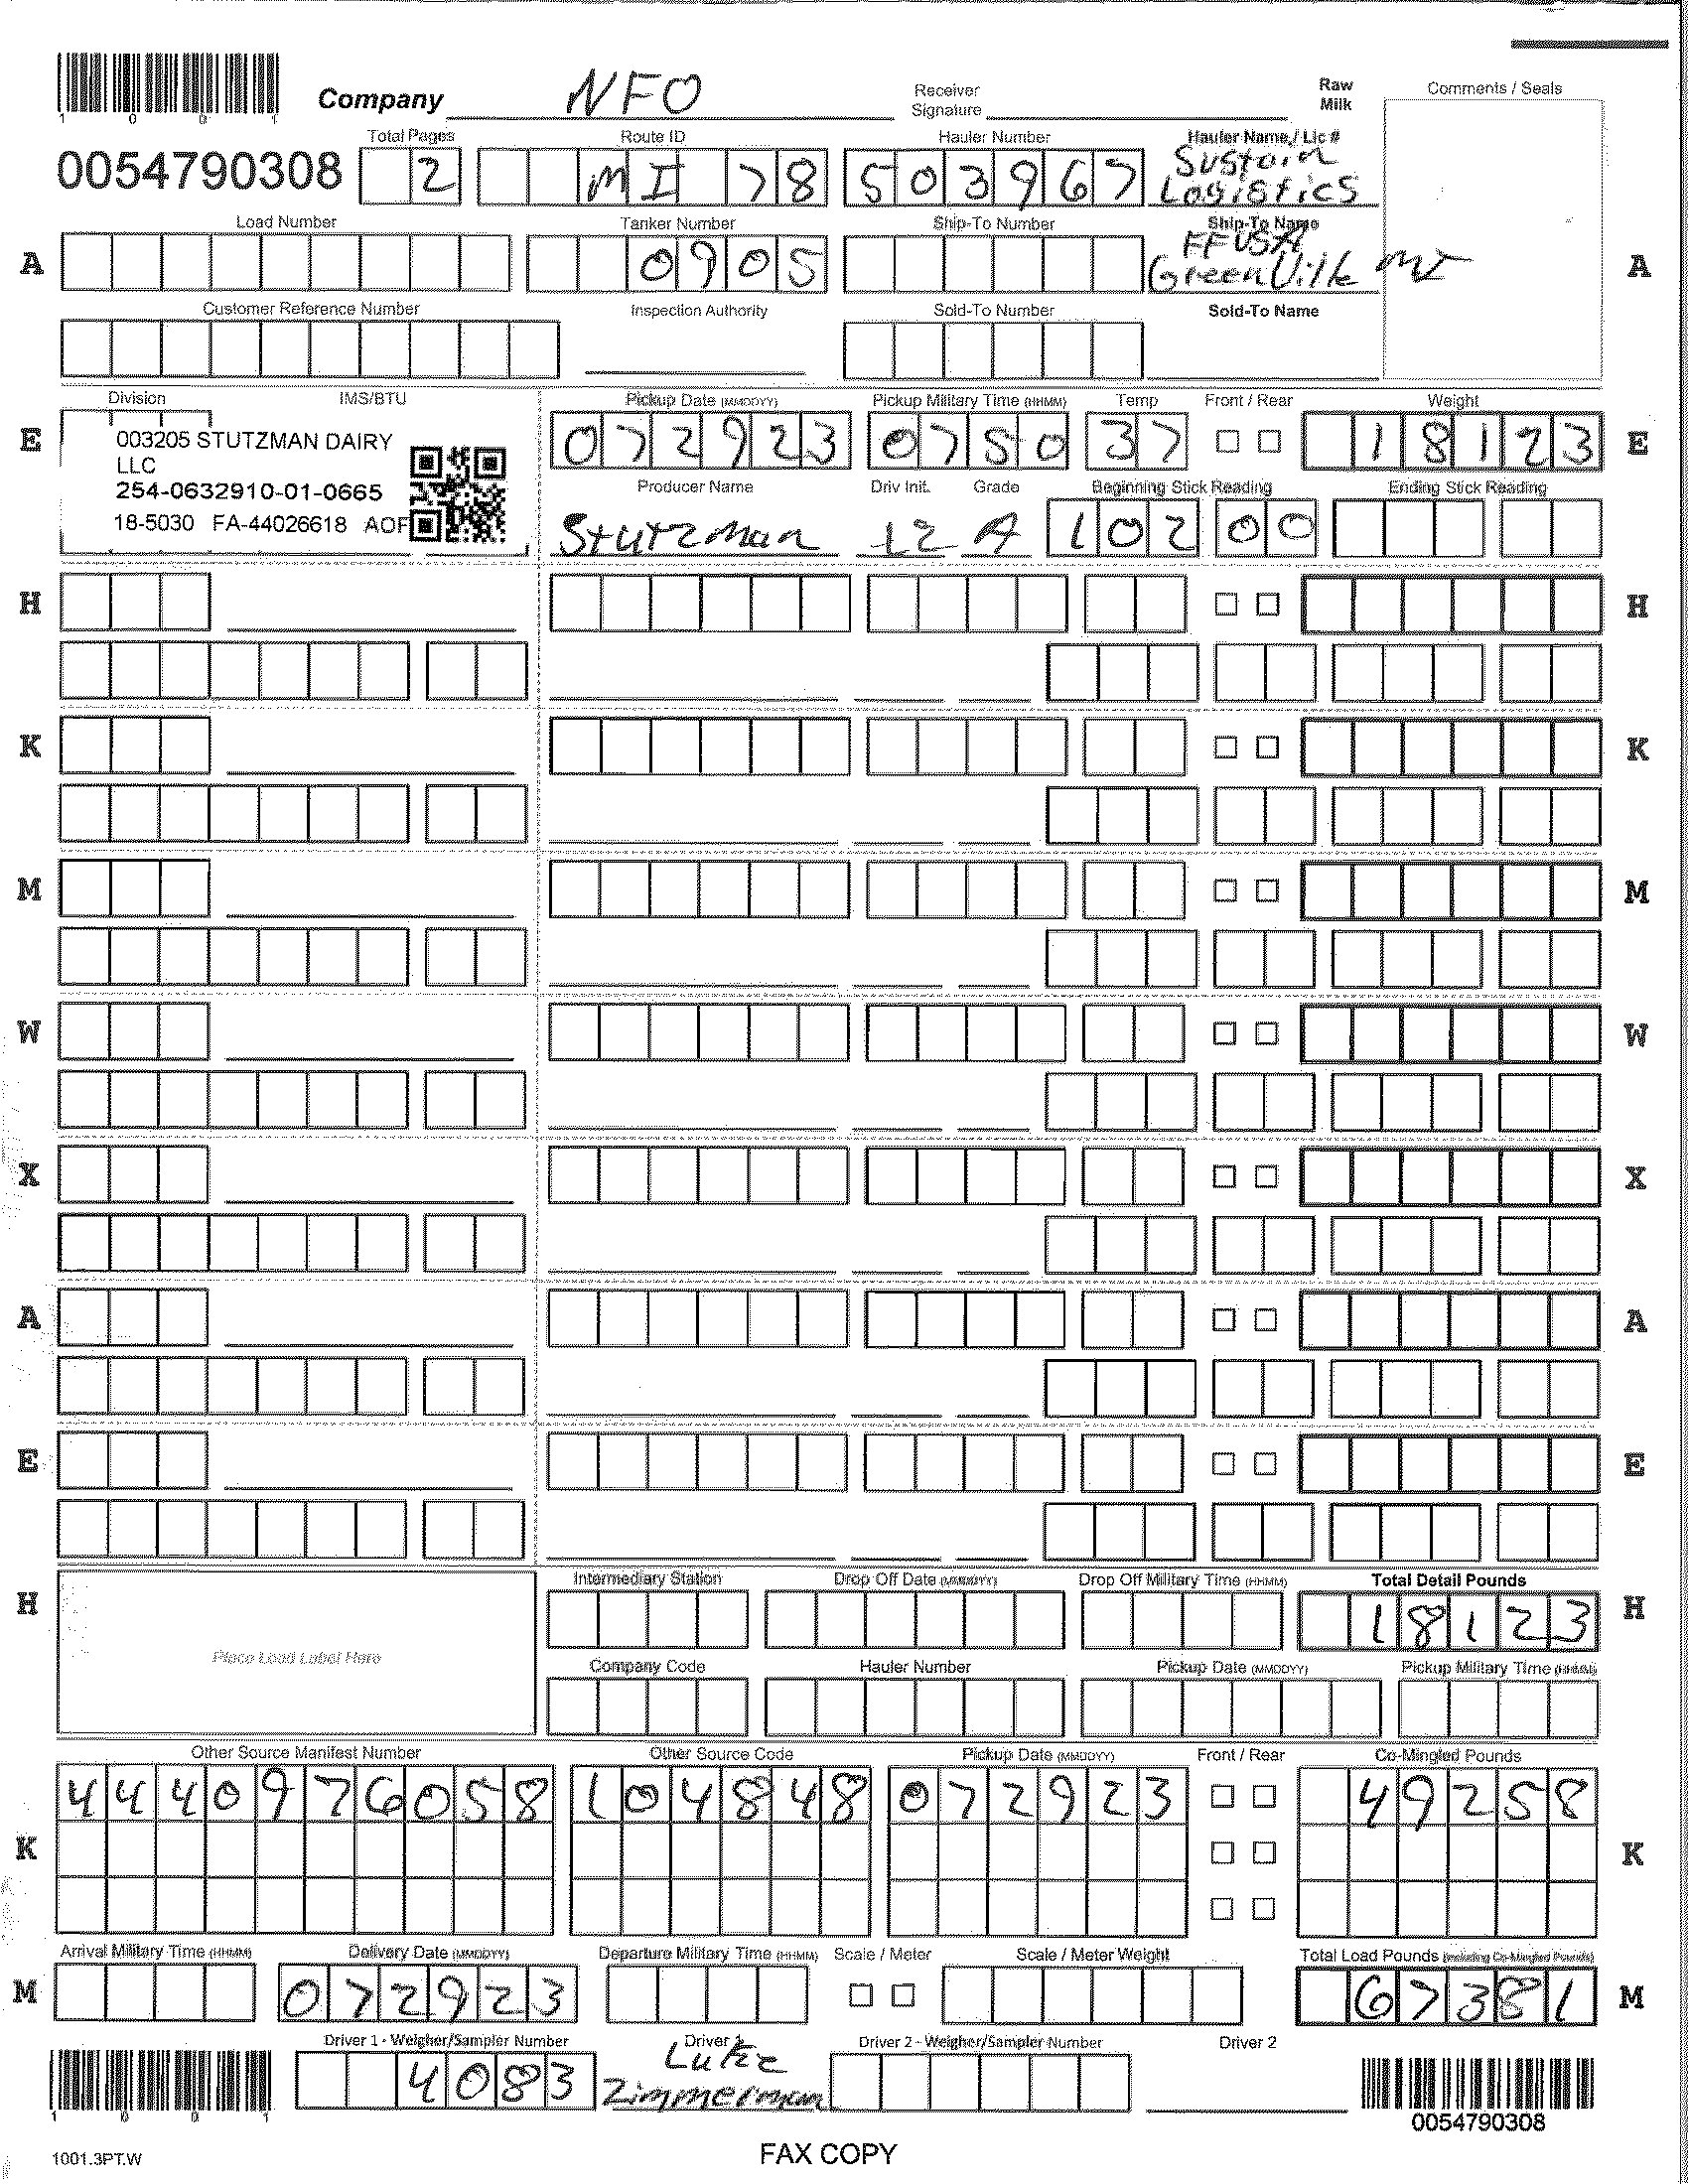 Company NFO Receiver Signature Raw Milk Comments / Seals
1 0 0 1
Total Pages Route ID Hauler Number Hauler Name / Lic #
0054790308 2 MI 78 503967 Sustain Logistics
Load Number Tanker Number Ship-To Number Ship-To Name
A 0905 FFUSA Greenville MI A
Customer Reference Number Inspection Authority Sold-To Number Sold-To Name
Division IMS/BTU Pickup Date (MMDDYY) Pickup Military Time (HHMM) Temp Front / Rear Weight
E 072923 0750 37 18123 E
003205 STUTZMAN DAIRY
LLC
254-0632910-01-0665
18-5030 FA-44026618 AOF
Producer Name Driv Init. Grade Beginning Stick Reading Ending Stick Reading
Stutzman LZ A 102 00
H H
K K
M M
W W
X X
A A
E E
Intermediary Station Drop Off Date (MMDDYY) Drop Off Military Time (HHMM) Total Detail Pounds
H 18123 H
Place Load Label Here
Company Code Hauler Number Pickup Date (MMDDYY) Pickup Military Time (HHMM)
Other Source Manifest Number Other Source Code Pickup Date (MMDDYY) Front / Rear Co-Mingled Pounds
4440976058 104848 072923 49258
K K
Arrival Military Time (HHMM) Delivery Date (MMDDYY) Departure Military Time (HHMM) Scale / Meter Scale / Meter Weight Total Load Pounds (Including Co-Mingled Pounds)
M 072923 67381 M
Driver 1 - Weigher/Sampler Number Driver 1 Driver 2 - Weigher/Sampler Number Driver 2
4083 Luke Zimmerman
1 0 0 1
0054790308
1001.3PT.W
FAX COPY